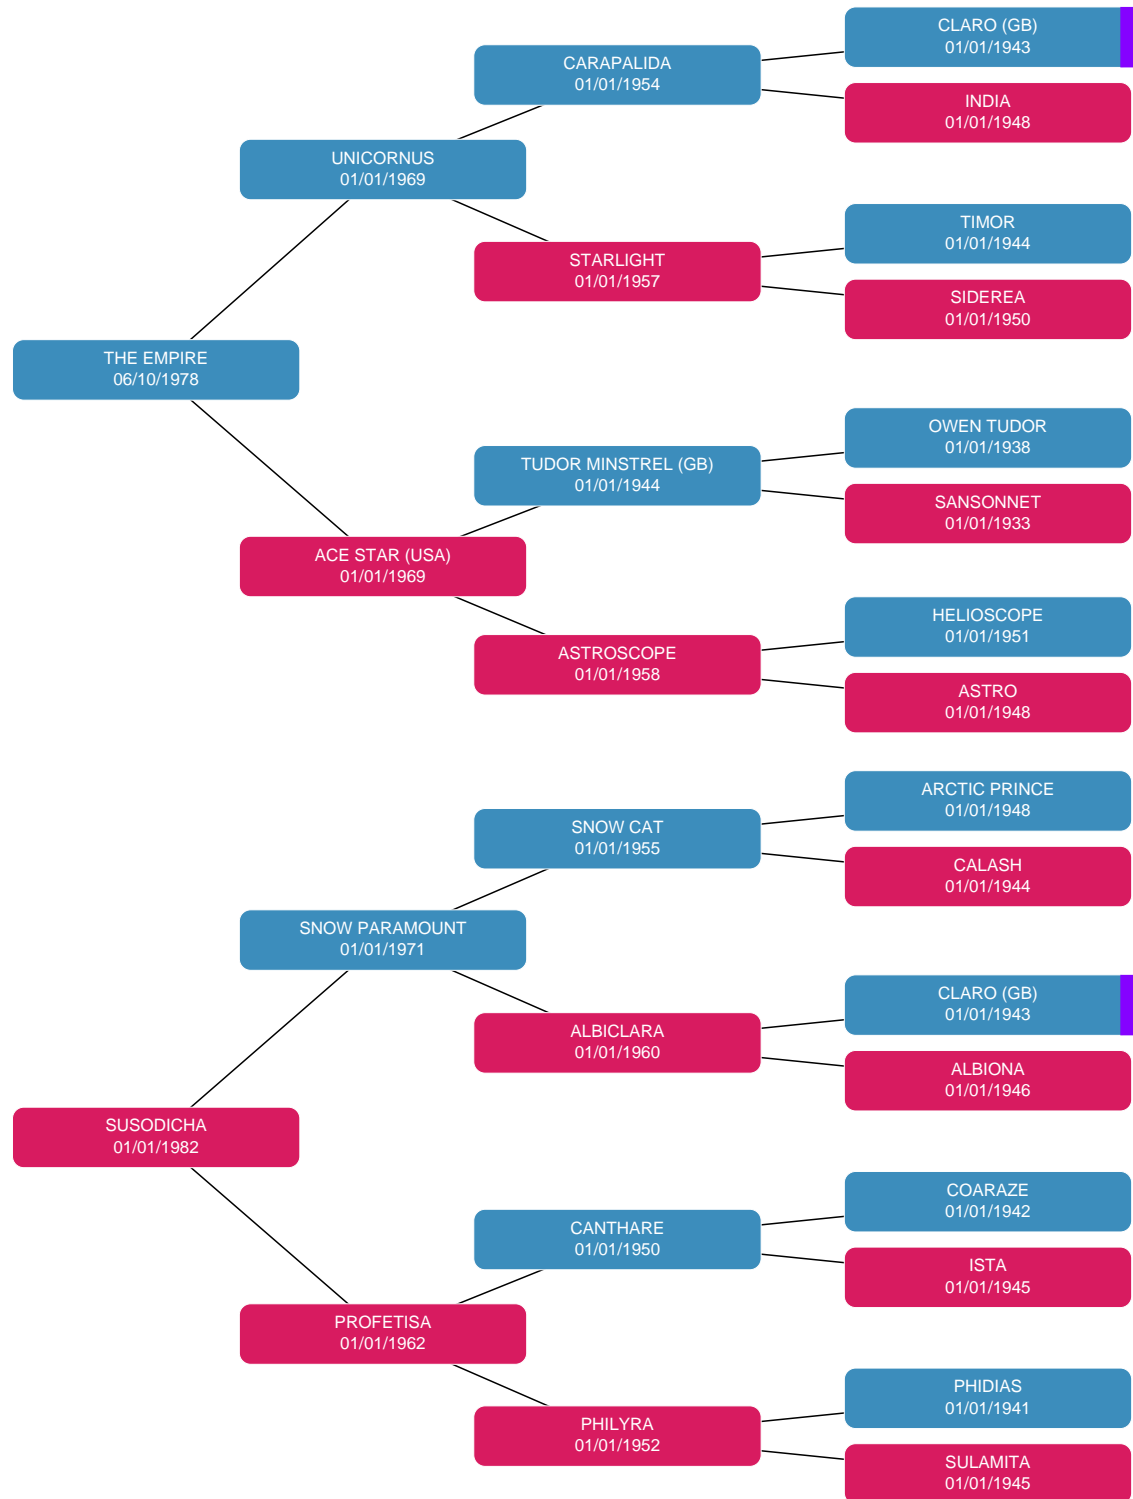 CLARO (GB)
01/01/1943
CARAPALIDA
01/01/1954
INDIA
01/01/1948
UNICORNUS
01/01/1969
TIMOR
01/01/1944
STARLIGHT
01/01/1957
SIDEREA
01/01/1950
THE EMPIRE
06/10/1978
OWEN TUDOR
01/01/1938
TUDOR MINSTREL (GB)
01/01/1944
SANSONNET
01/01/1933
ACE STAR (USA)
01/01/1969
HELIOSCOPE
01/01/1951
ASTROSCOPE
01/01/1958
ASTRO
01/01/1948
ARCTIC PRINCE
01/01/1948
SNOW CAT
01/01/1955
CALASH
01/01/1944
SNOW PARAMOUNT
01/01/1971
CLARO (GB)
01/01/1943
ALBICLARA
01/01/1960
ALBIONA
01/01/1946
SUSODICHA
01/01/1982
COARAZE
01/01/1942
CANTHARE
01/01/1950
ISTA
01/01/1945
PROFETISA
01/01/1962
PHIDIAS
01/01/1941
PHILYRA
01/01/1952
SULAMITA
01/01/1945